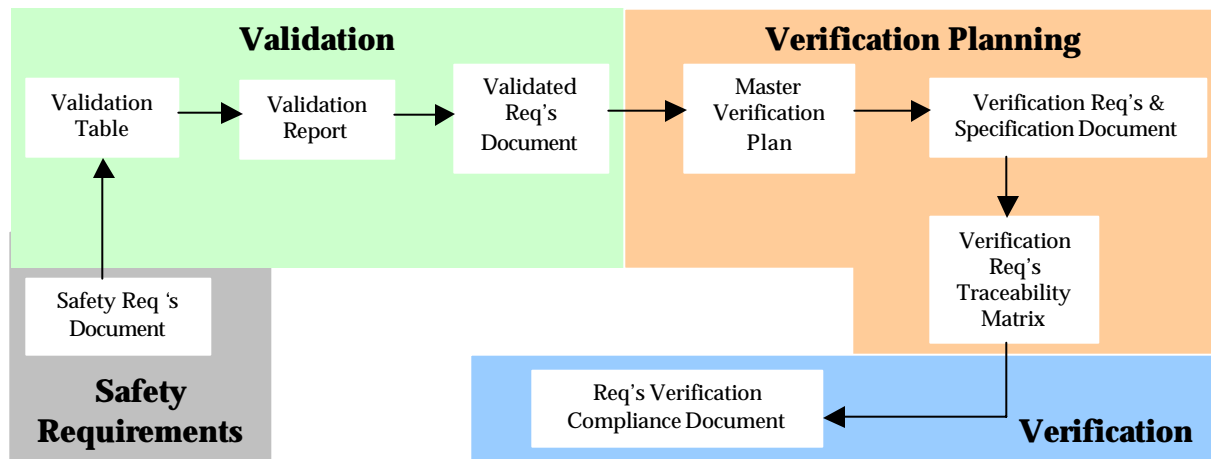 Validation
Validation
Table
Validation
Report
Validated
Req's
Document
Verification Planning
Master
Verification
Plan
Verification Req's &
Specification Document
Verification
Req's
Traceability
Matrix
Safety Req 's
Document
Safety
Requirements
Req's Verification
Compliance Document
Verification